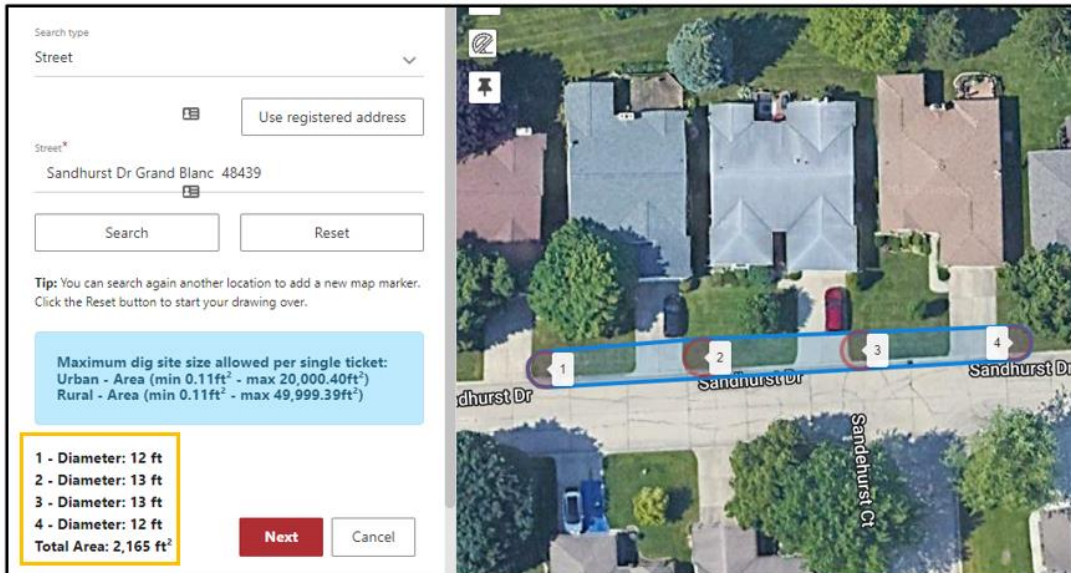 Search type
Street
Use registered address
Street*
Sandhurst Dr Grand Blanc 48439
Search
Reset
Tip: You can search again another location to add a new map marker.
Click the Reset button to start your drawing over.
Maximum dig site size allowed per single ticket:
Urban - Area (min 0.11ft² - max 20,000.40ft²)
Rural - Area (min 0.11ft² - max 49,999.39ft²)
1 - Diameter: 12 ft
2 - Diameter: 13 ft
3 - Diameter: 13 ft
4 - Diameter: 12 ft
Total Area: 2,165 ft²
Next
Cancel
1
2
3
4
dhurst Dr
Sandhurst Dr
Sandhurst Dr
Sandehurst Ct